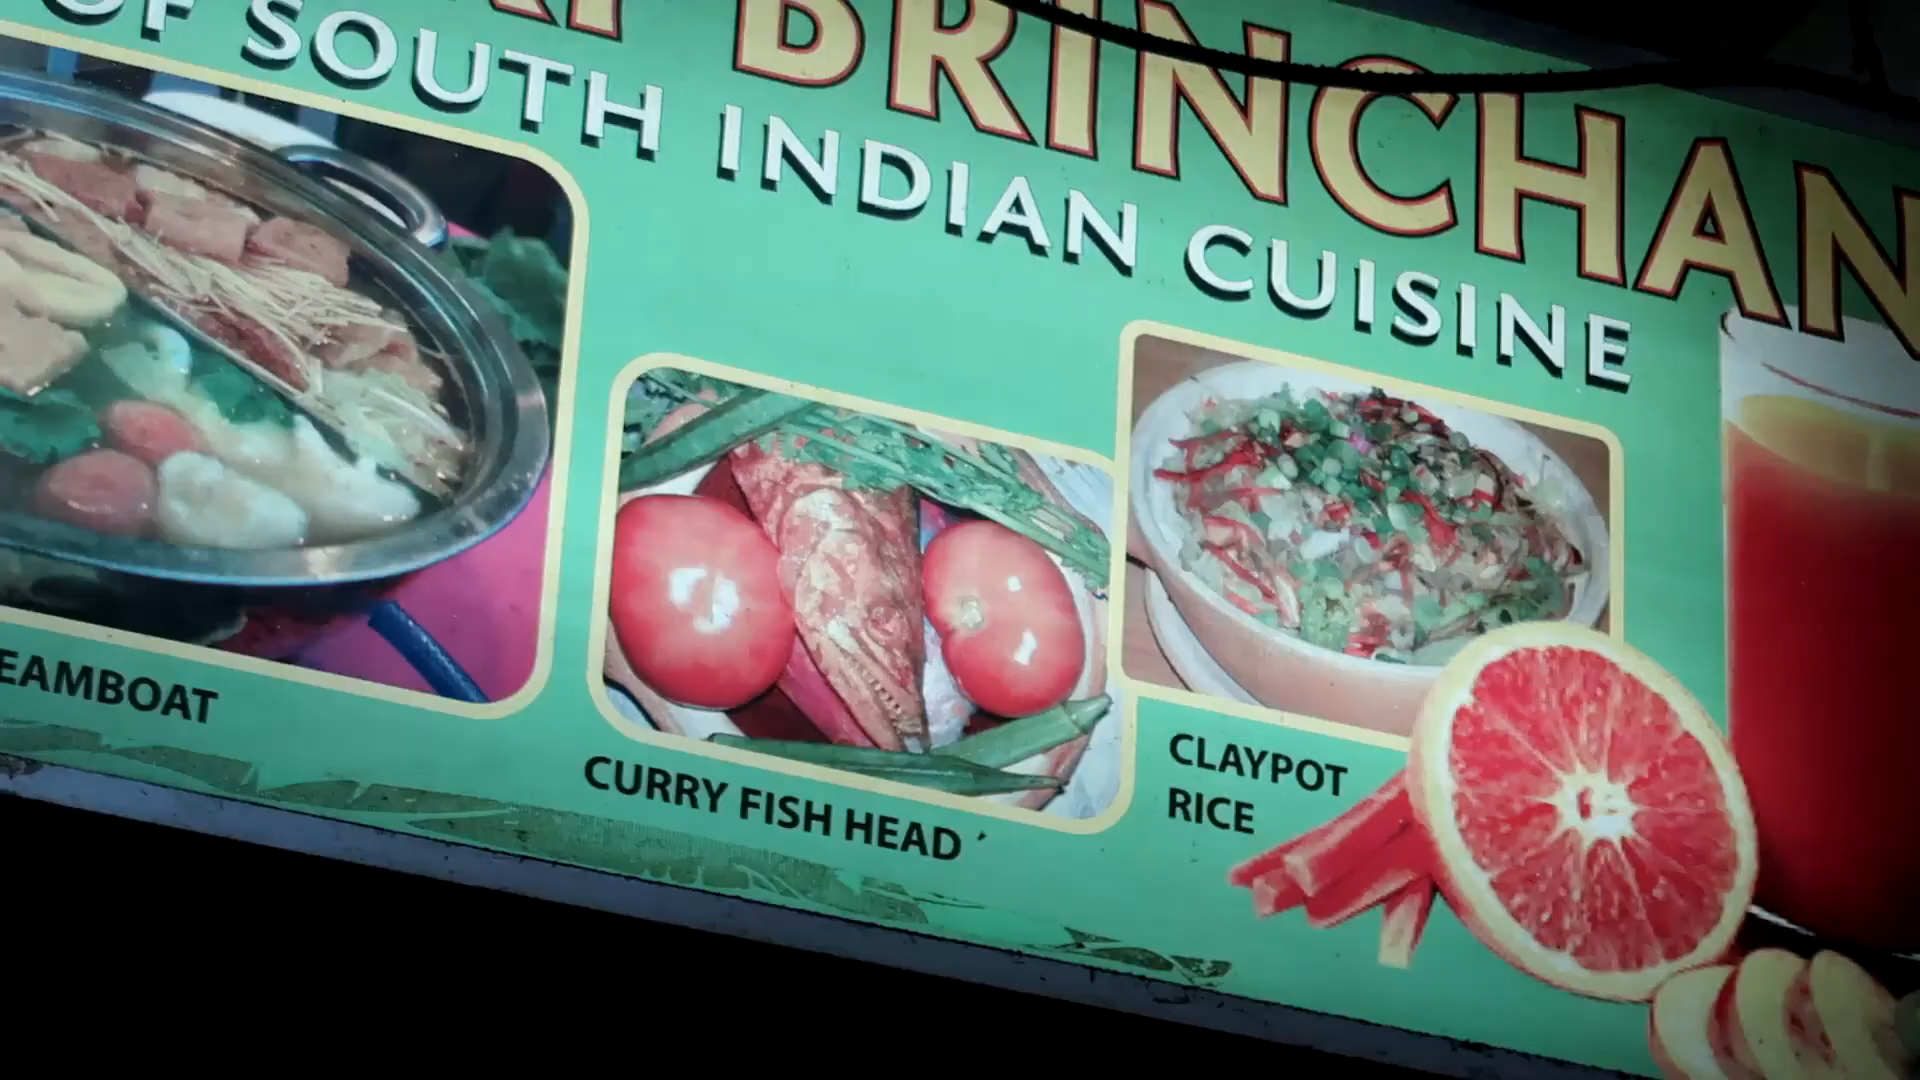 BRINCHAN
OF SOUTH INDIAN CUISINE
EAMBOAT
CURRY FISH HEAD
CLAYPOT
RICE